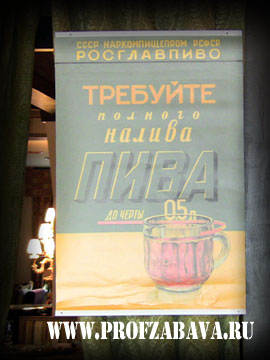 СССР НАРКОМПИЩЕПРОМ РСФСР
РОСГЛАВПИВО
ТРЕБУЙТЕ
полного
налива
ПИВА
ДО ЧЕРТЫ 0,5 л
WWW.PROFZABAVA.RU